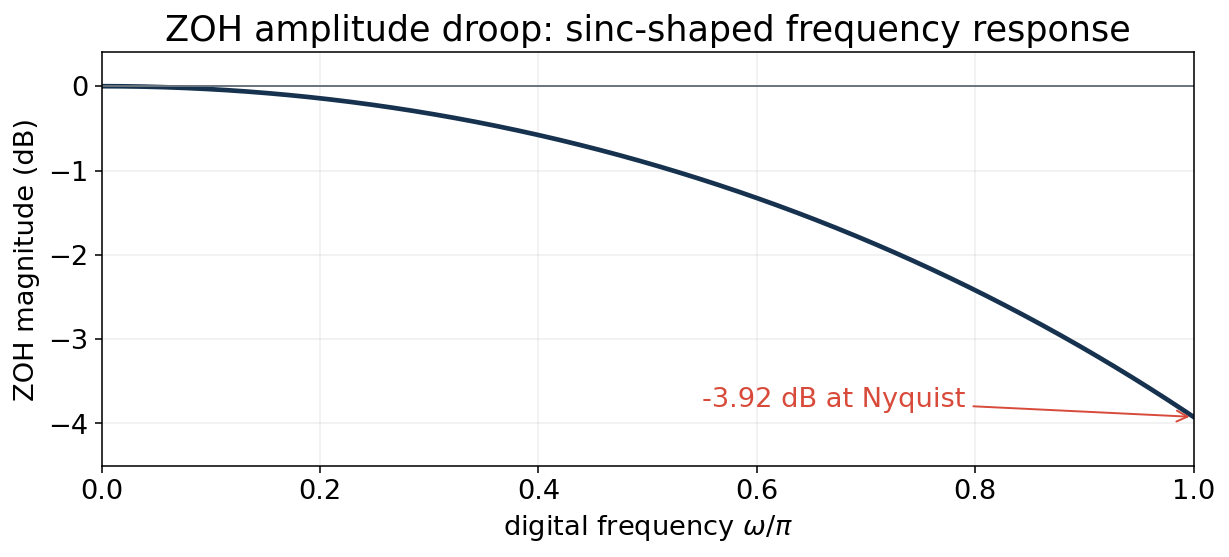 ZOH amplitude droop: sinc-shaped frequency response
ZOH magnitude (dB)
0
−1
−2
−3
−4
-3.92 dB at Nyquist
0.0 0.2 0.4 0.6 0.8 1.0
digital frequency ω/π